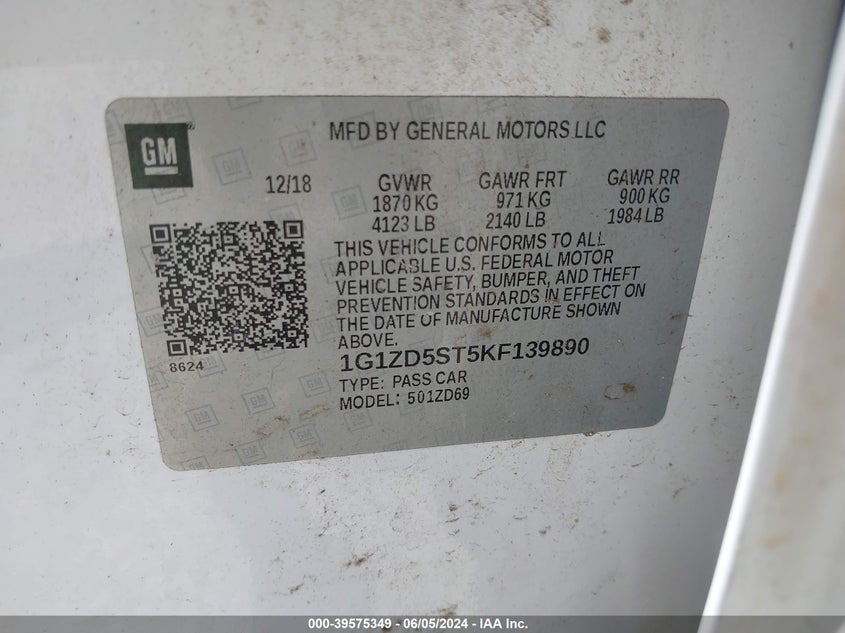 GM
MFD BY GENERAL MOTORS LLC
12/18 GVWR GAWR FRT GAWR RR
1870 KG 971 KG 900 KG
4123 LB 2140 LB 1984 LB
THIS VEHICLE CONFORMS TO ALL
APPLICABLE U.S. FEDERAL MOTOR
VEHICLE SAFETY, BUMPER, AND THEFT
PREVENTION STANDARDS IN EFFECT ON
THE DATE OF MANUFACTURE SHOWN
ABOVE.
8624
1G1ZD5ST5KF139890
TYPE: PASS CAR
MODEL: 501ZD69
000-39575349 - 06/05/2024 - IAA Inc.